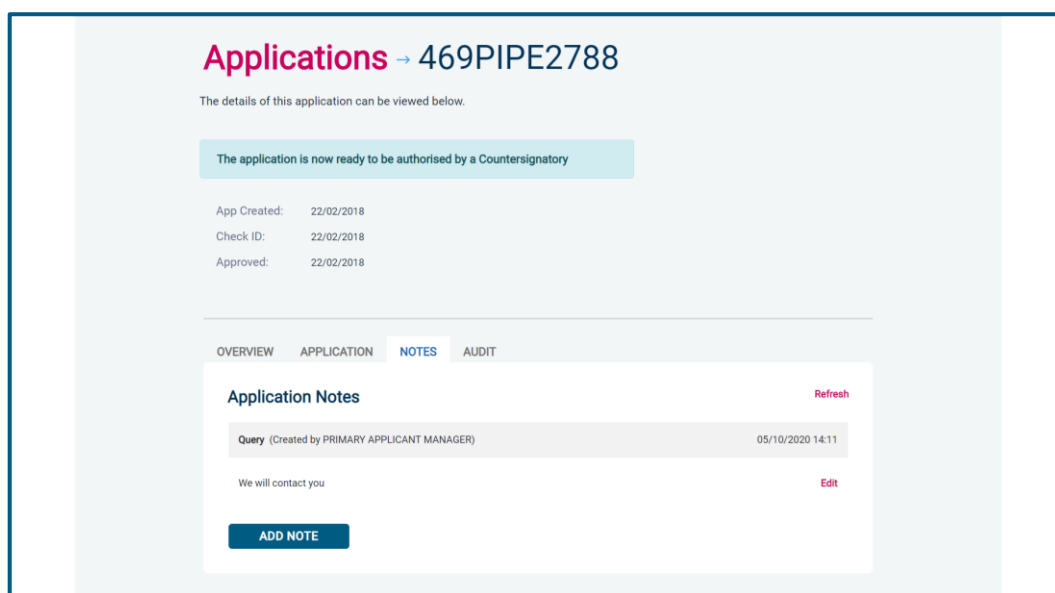 Applications → 469PIPE2788
The details of this application can be viewed below.
The application is now ready to be authorised by a Countersignatory
App Created: 22/02/2018
Check ID: 22/02/2018
Approved: 22/02/2018
OVERVIEW APPLICATION NOTES AUDIT
Application Notes Refresh
Query (Created by PRIMARY APPLICANT MANAGER) 05/10/2020 14:11
We will contact you Edit
ADD NOTE